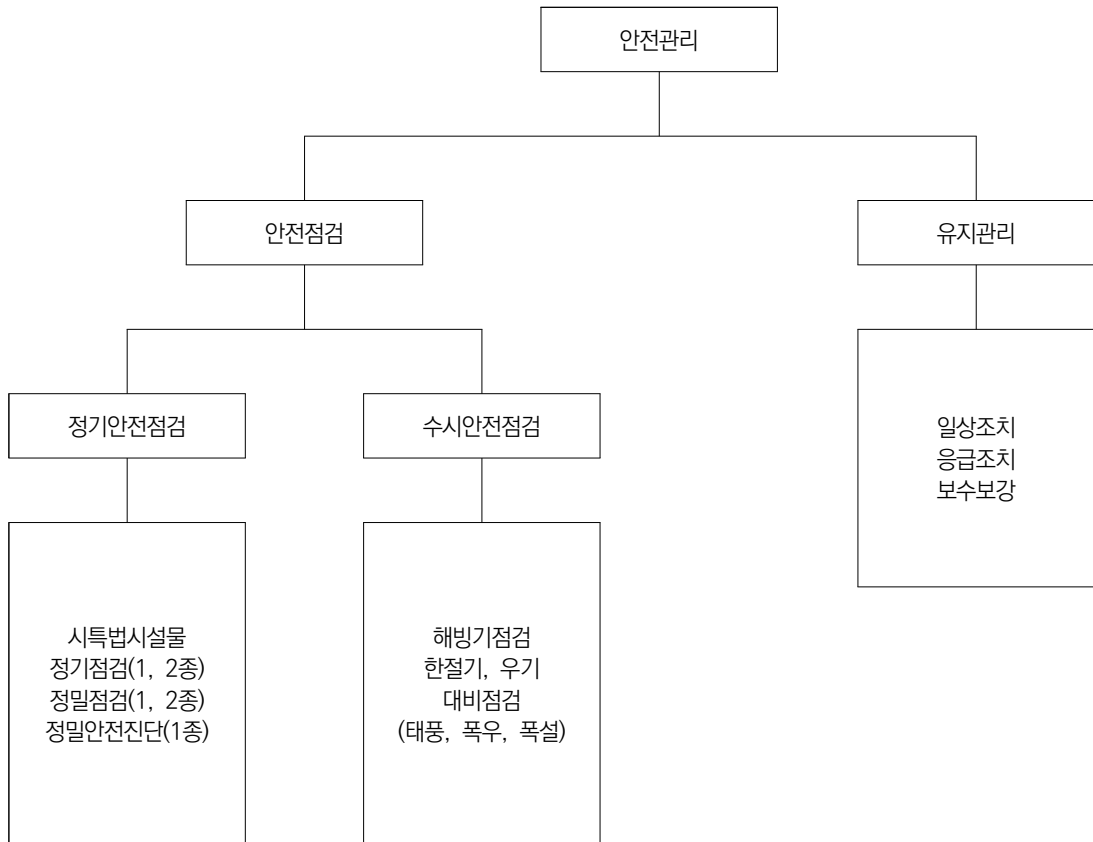 안전관리
안전점검
유지관리
정기안전점검
수시안전점검
일상조치
응급조치
보수보강
시특법시설물
정기점검(1, 2종)
정밀점검(1, 2종)
정밀안전진단(1종)
해빙기점검
한절기, 우기
대비점검
(태풍, 폭우, 폭설)